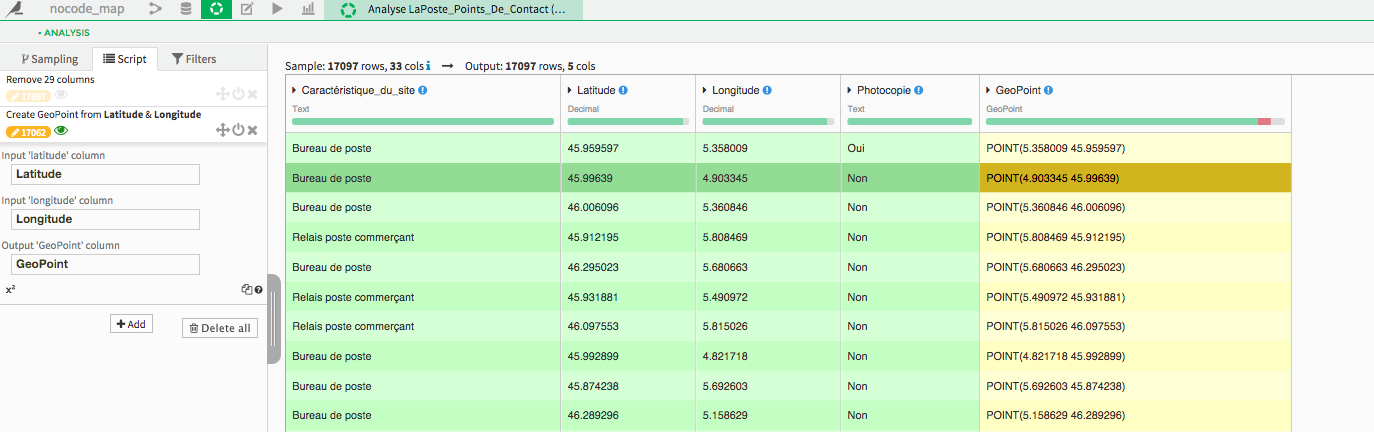 nocode_map
Analyse LaPoste_Points_De_Contact (...
• ANALYSIS
Sampling Script Filters
Remove 29 columns
17097
Create GeoPoint from Latitude & Longitude
17062
Input 'latitude' column
Latitude
Input 'longitude' column
Longitude
Output 'GeoPoint' column
GeoPoint
x²
+ Add Delete all
Sample: 17097 rows, 33 cols → Output: 17097 rows, 5 cols
Caractéristique_du_site Latitude Longitude Photocopie GeoPoint
Text Decimal Decimal Text GeoPoint
Bureau de poste 45.959597 5.358009 Oui POINT(5.358009 45.959597)
Bureau de poste 45.99639 4.903345 Non POINT(4.903345 45.99639)
Bureau de poste 46.006096 5.360846 Non POINT(5.360846 46.006096)
Relais poste commerçant 45.912195 5.808469 Non POINT(5.808469 45.912195)
Bureau de poste 46.295023 5.680663 Non POINT(5.680663 46.295023)
Relais poste commerçant 45.931881 5.490972 Non POINT(5.490972 45.931881)
Relais poste commerçant 46.097553 5.815026 Non POINT(5.815026 46.097553)
Bureau de poste 45.992899 4.821718 Non POINT(4.821718 45.992899)
Bureau de poste 45.874238 5.692603 Non POINT(5.692603 45.874238)
Bureau de poste 46.289296 5.158629 Non POINT(5.158629 46.289296)